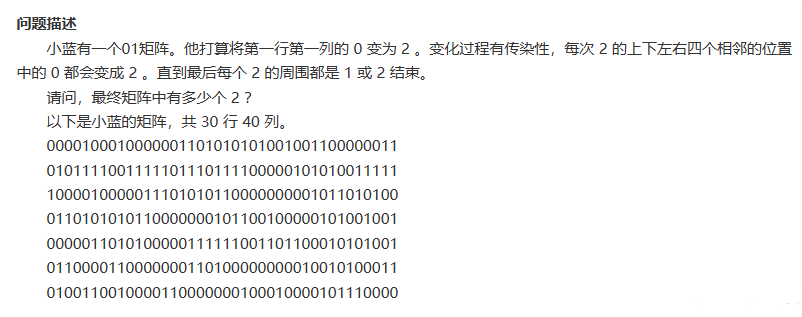 问题描述
小蓝有一个01矩阵。他打算将第一行第一列的 0 变为 2 。变化过程有传染性，每次 2 的上下左右四个相邻的位置
中的 0 都会变成 2 。直到最后每个 2 的周围都是 1 或 2 结束。
请问，最终矩阵中有多少个 2 ?
以下是小蓝的矩阵，共 30 行 40 列。
0000100010000001101010101001001100000011
0101111001111101110111100000101010011111
1000010000011101010110000000001011010100
0110101010110000000101100100000101001001
0000011010100000111111001101100010101001
0110000110000000110100000000010010100011
0100110010000110000000100010000101110000